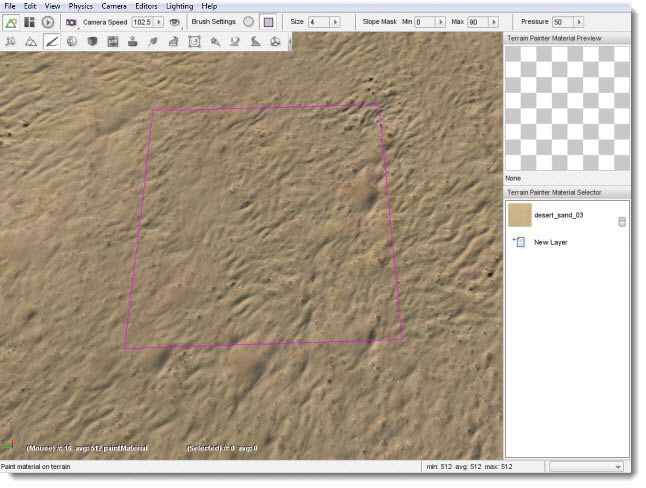 File Edit View Physics Camera Editors Lighting Help
Camera Speed 102.5 Brush Settings Size 4 Slope Mask Min 0 Max 90 Pressure 50
Terrain Painter Material Preview
None
Terrain Painter Material Selector
desert_sand_03
New Layer
(Mouse) #: 16 avg: 512 paintMaterial (Selected) #: 0 avg: 0
Paint material on terrain min: 512 avg: 512 max: 512